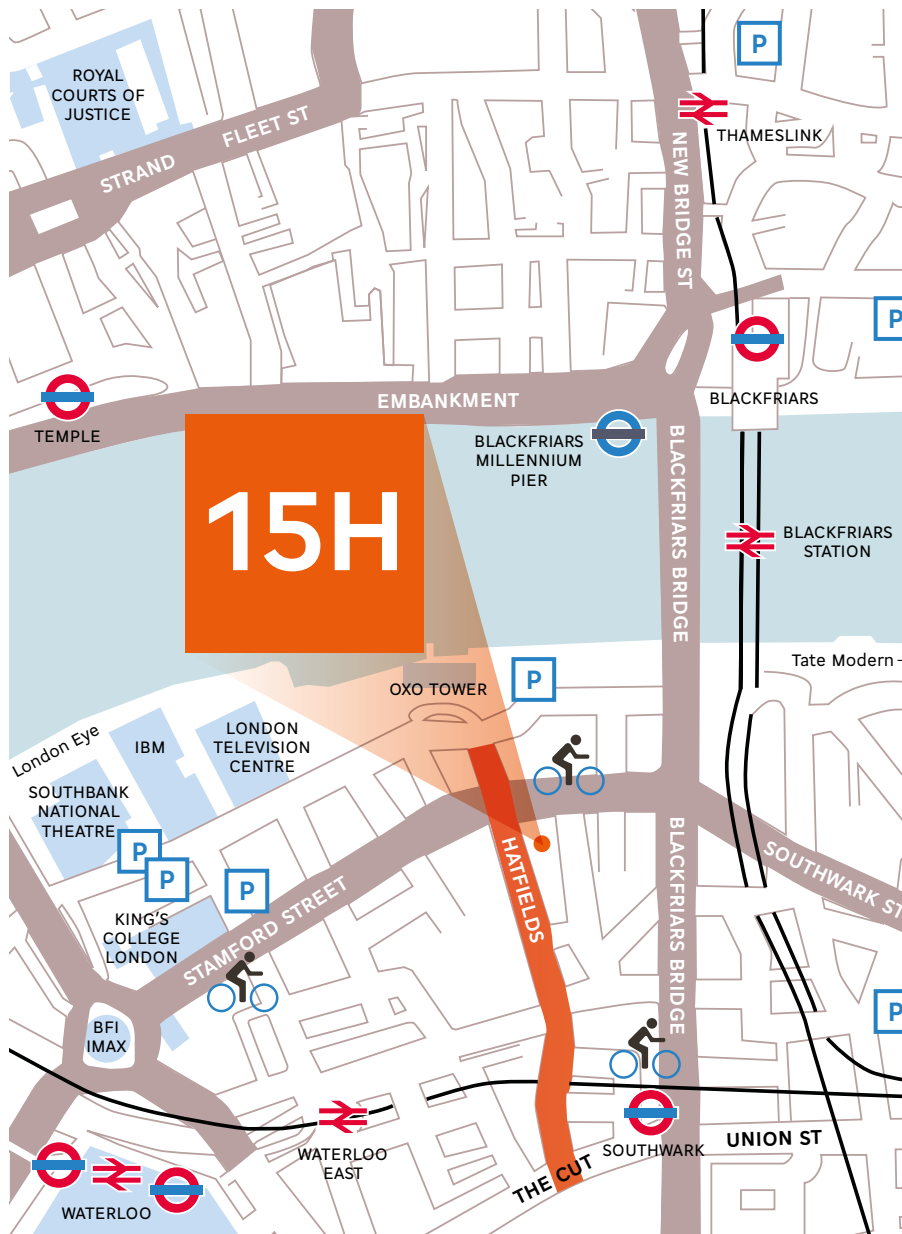 P
ROYAL
COURTS OF
JUSTICE
FLEET ST
STRAND
THAMESLINK
NEW BRIDGE ST
P
BLACKFRIARS
TEMPLE
EMBANKMENT
BLACKFRIARS
MILLENNIUM
PIER
BLACKFRIARS BRIDGE
15H
BLACKFRIARS
STATION
Tate Modern
OXO TOWER
P
London Eye
IBM
LONDON
TELEVISION
CENTRE
SOUTHBANK
NATIONAL
THEATRE
P
P
P
HATFIELDS
BLACKFRIARS BRIDGE
SOUTHWARK ST
STAMFORD STREET
KING'S
COLLEGE
LONDON
P
BFI
IMAX
WATERLOO
EAST
SOUTHWARK
UNION ST
THE CUT
WATERLOO